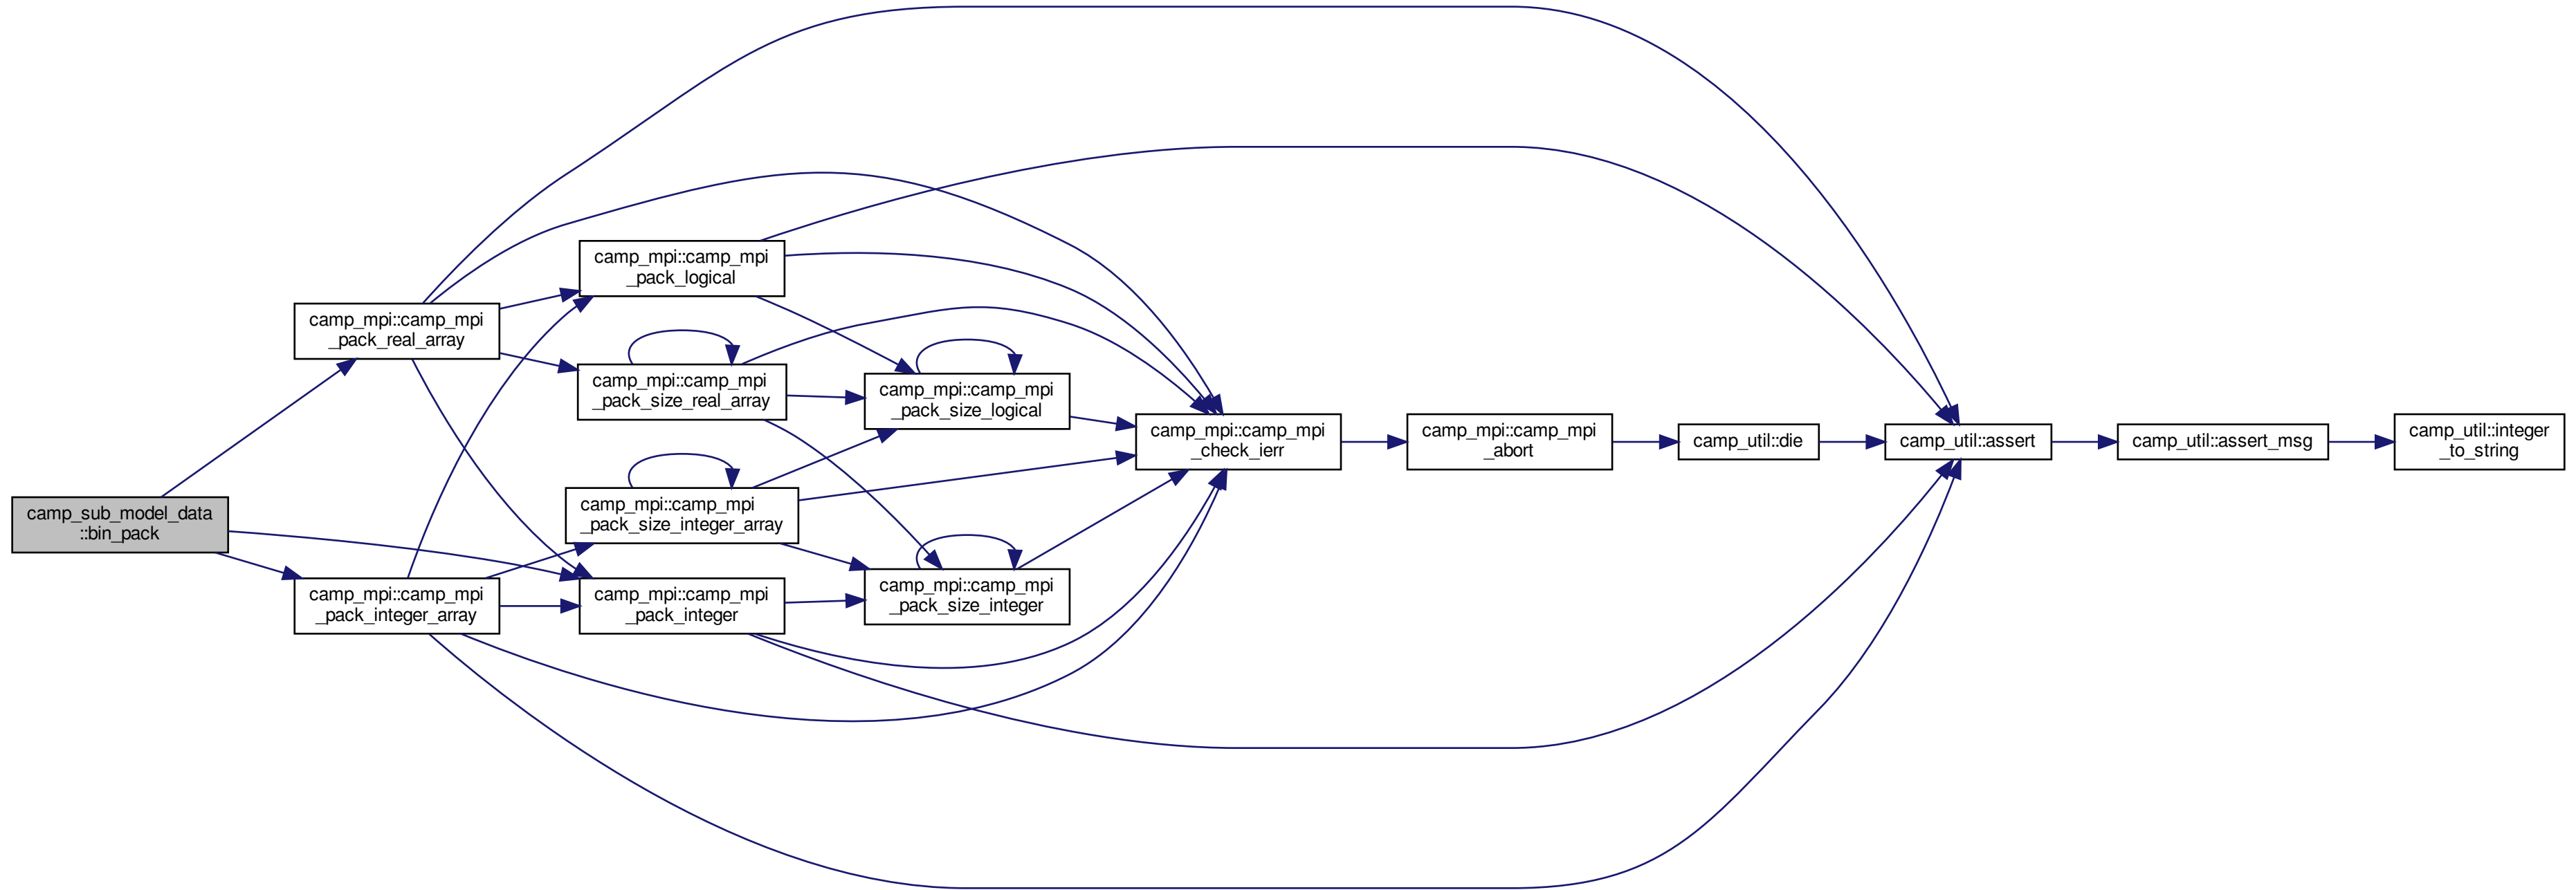 camp_sub_model_data
::bin_pack
camp_mpi::camp_mpi
_pack_real_array
camp_mpi::camp_mpi
_pack_integer_array
camp_mpi::camp_mpi
_pack_logical
camp_mpi::camp_mpi
_pack_size_real_array
camp_mpi::camp_mpi
_pack_size_integer_array
camp_mpi::camp_mpi
_pack_integer
camp_mpi::camp_mpi
_pack_size_logical
camp_mpi::camp_mpi
_pack_size_integer
camp_mpi::camp_mpi
_check_ierr
camp_mpi::camp_mpi
_abort
camp_util::die
camp_util::assert
camp_util::assert_msg
camp_util::integer
_to_string